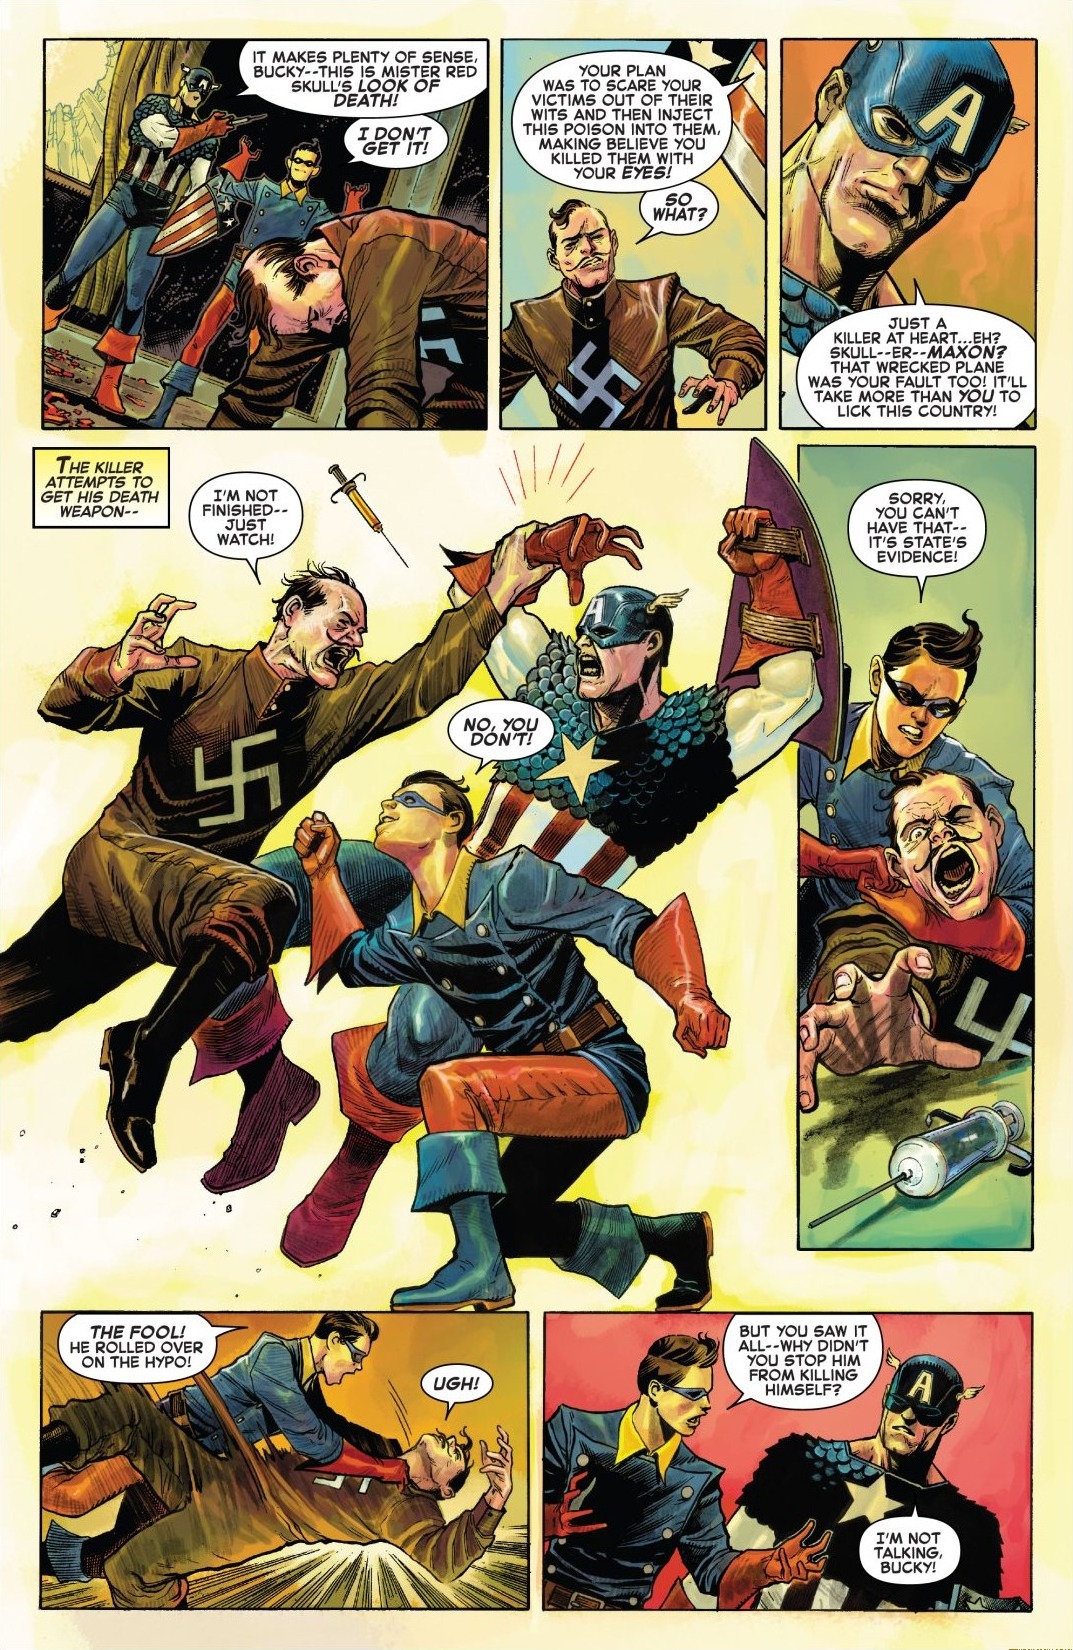 IT MAKES PLENTY OF SENSE,
BUCKY--THIS IS MISTER RED
SKULL'S LOOK OF
DEATH!
I DON'T
GET IT!
YOUR PLAN
WAS TO SCARE YOUR
VICTIMS OUT OF THEIR
WITS AND THEN INJECT
THIS POISON INTO THEM,
MAKING BELIEVE YOU
KILLED THEM WITH
YOUR EYES!
SO
WHAT?
A
JUST A
KILLER AT HEART...EH?
SKULL--ER--MAXON?
THAT WRECKED PLANE
WAS YOUR FAULT TOO! IT'LL
TAKE MORE THAN YOU TO
LICK THIS COUNTRY!
THE KILLER
ATTEMPTS TO
GET HIS DEATH
WEAPON--
I'M NOT
FINISHED--
JUST
WATCH!
A
NO, YOU
DON'T!
SORRY,
YOU CAN'T
HAVE THAT--
IT'S STATE'S
EVIDENCE!
THE FOOL!
HE ROLLED OVER
ON THE HYPO!
UGH!
BUT YOU SAW IT
ALL--WHY DIDN'T
YOU STOP HIM
FROM KILLING
HIMSELF?
A
I'M NOT
TALKING,
BUCKY!